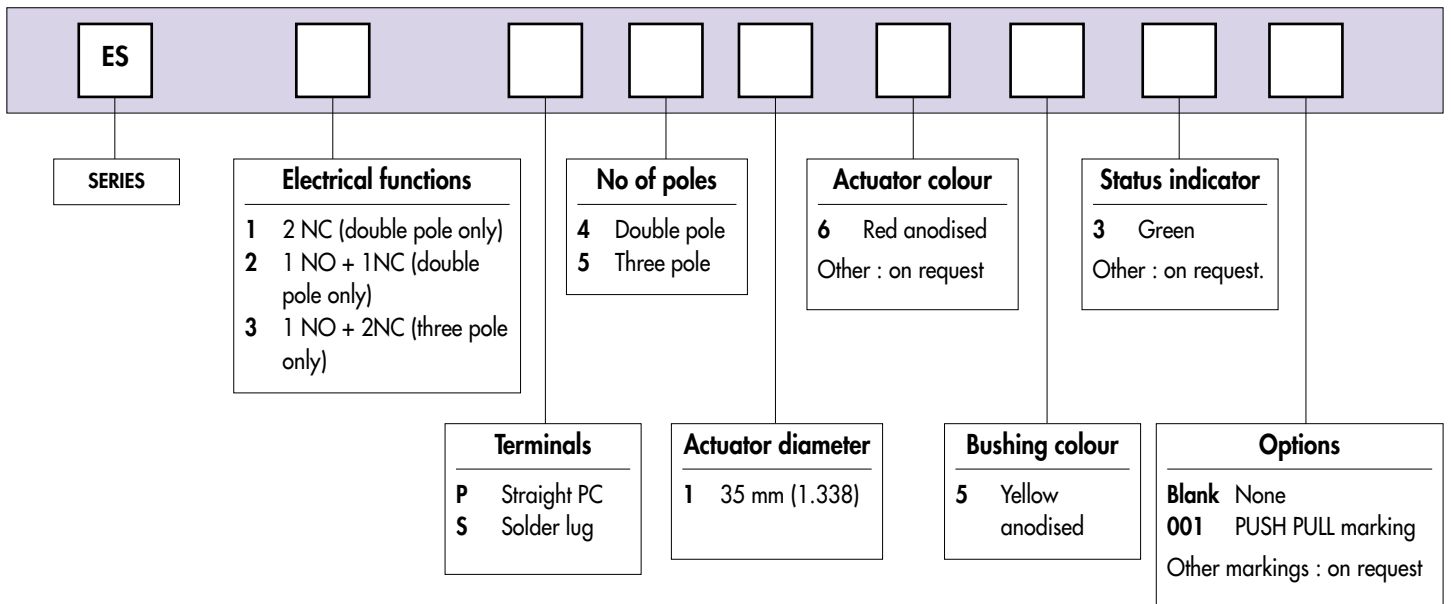 ES
SERIES
Electrical functions
1 2 NC (double pole only)
2 1 NO + 1NC (double
pole only)
3 1 NO + 2NC (three pole
only)
No of poles
4 Double pole
5 Three pole
Actuator colour
6 Red anodised
Other : on request
Status indicator
3 Green
Other : on request.
Terminals
P Straight PC
S Solder lug
Actuator diameter
1 35 mm (1.338)
Bushing colour
5 Yellow
anodised
Options
Blank None
001 PUSH PULL marking
Other markings : on request